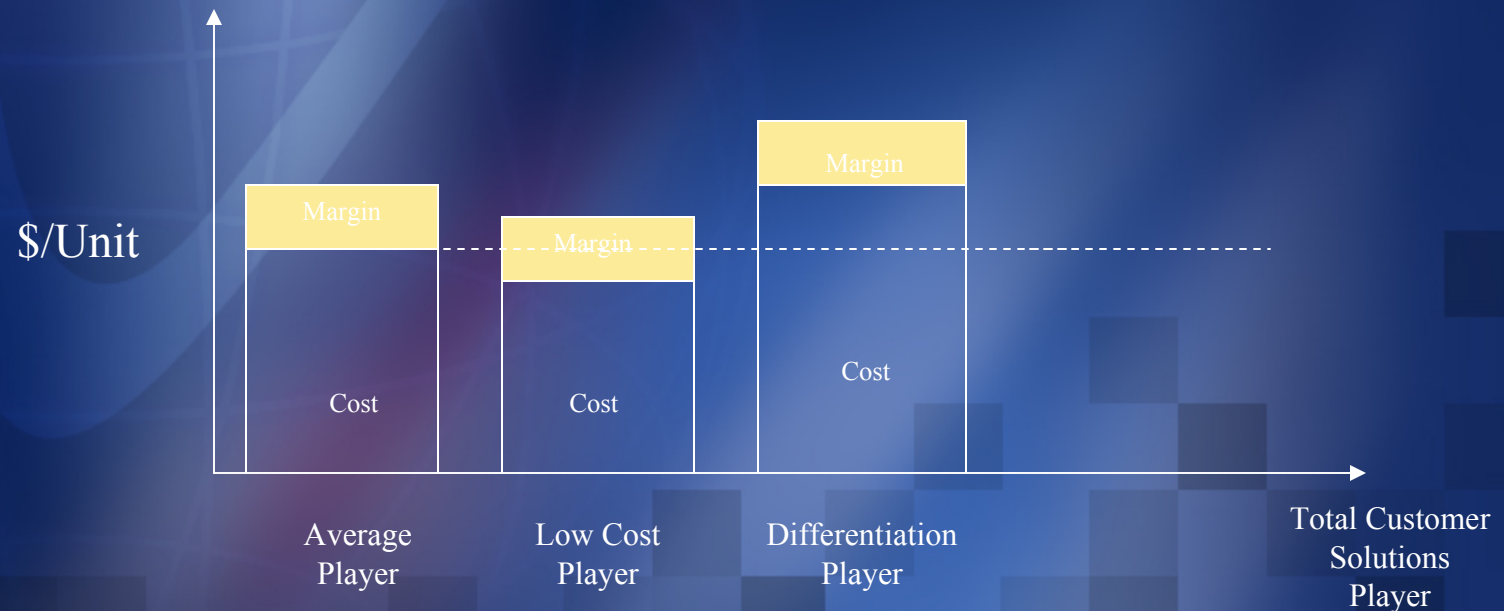 Margin
Margin
Margin
$/Unit
Cost
Cost
Cost
Average
Player
Low Cost
Player
Differentiation
Player
Total Customer
Solutions
Player